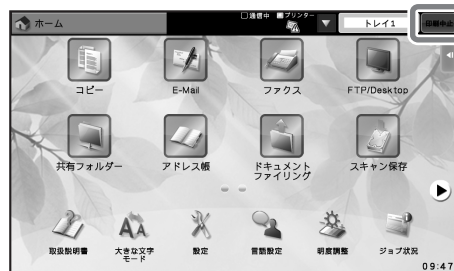 ホーム
通信中 プリンター
トレイ1
印刷中止
コピー
E-Mail
ファクス
FTP/Desktop
共有フォルダー
アドレス帳
ドキュメント
ファイリング
スキャン保存
取扱説明書
大きな文字
モード
設定
言語設定
明度調整
ジョブ状況
09:47